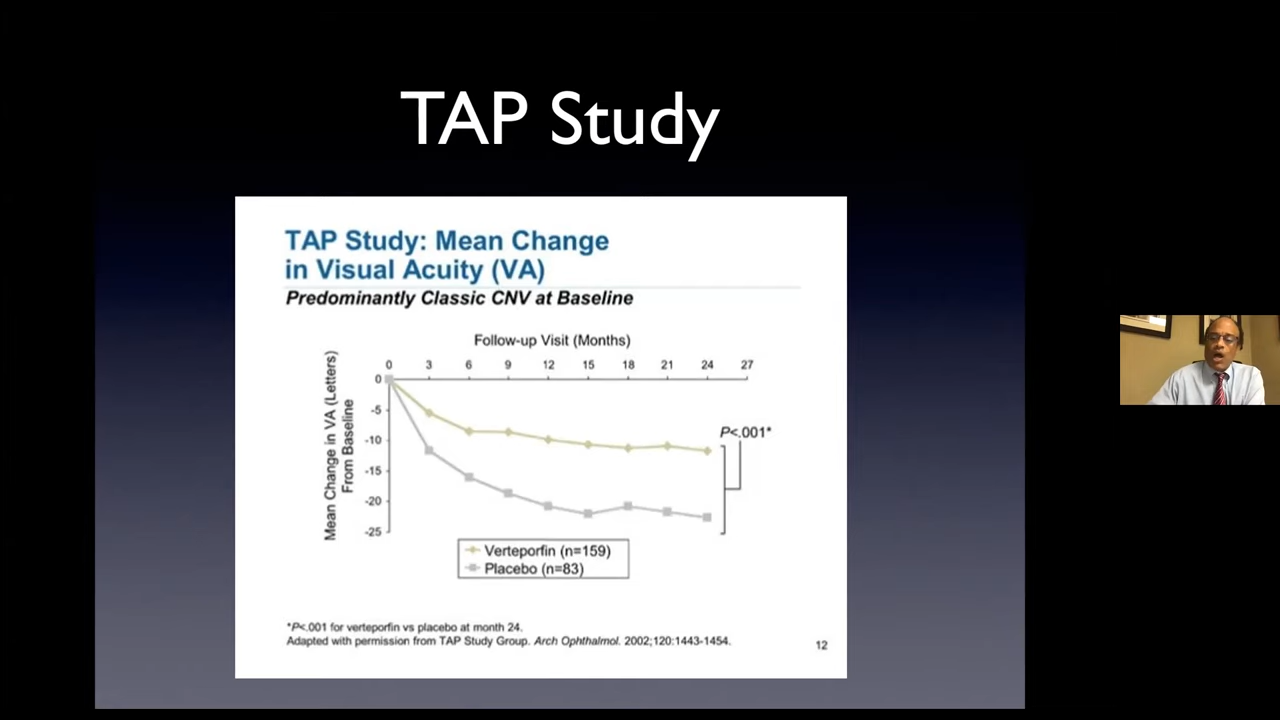 TAP Study
TAP Study: Mean Change
in Visual Acuity (VA)
Predominantly Classic CNV at Baseline
Follow-up Visit (Months)
0 3 6 9 12 15 18 21 24 27
Mean Change in VA (Letters)
From Baseline
0
-5
-10
-15
-20
-25
P<.001*
Verteporfin (n=159)
Placebo (n=83)
*P<.001 for verteporfin vs placebo at month 24.
Adapted with permission from TAP Study Group. Arch Ophthalmol. 2002;120:1443-1454.
12